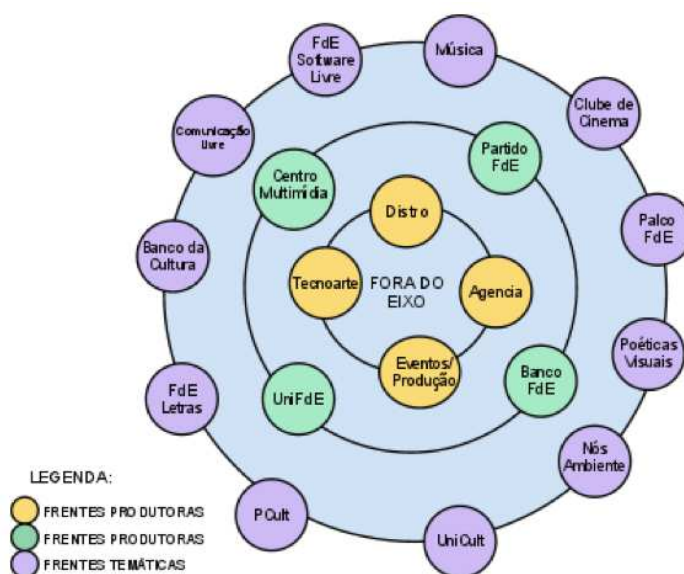 FdE
Software
Livre
Música
Clube de
Cinema
Comunicação
Livre
Centro
Multimídia
Partido
FdE
Distro
Palco
FdE
Banco da
Cultura
Tecnoarte
FORA DO
EIXO
Agencia
Poéticas
Visuais
Eventos/
Produção
Banco
FdE
FdE
Letras
UniFdE
Nós
Ambiente
PCult
UniCult
LEGENDA:
FRENTES PRODUTORAS
FRENTES PRODUTORAS
FRENTES TEMÁTICAS